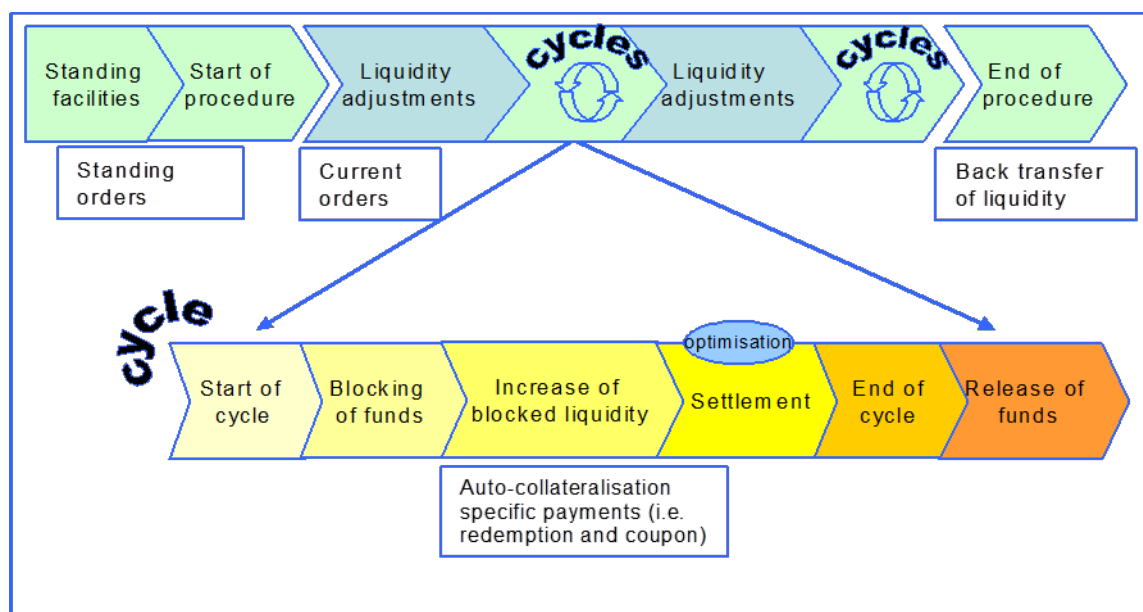 Standing
facilities
Start of
procedure
Liquidity
adjustments
cycles
Liquidity
adjustments
cycles
End of
procedure
Standing
orders
Current
orders
Back transfer
of liquidity
cycle
Start of
cycle
Blocking
of funds
Increase of
blocked liquidity
optimisation
Settlement
End of
cycle
Release of
funds
Auto-collateralisation
specific payments (i.e.
redemption and coupon)